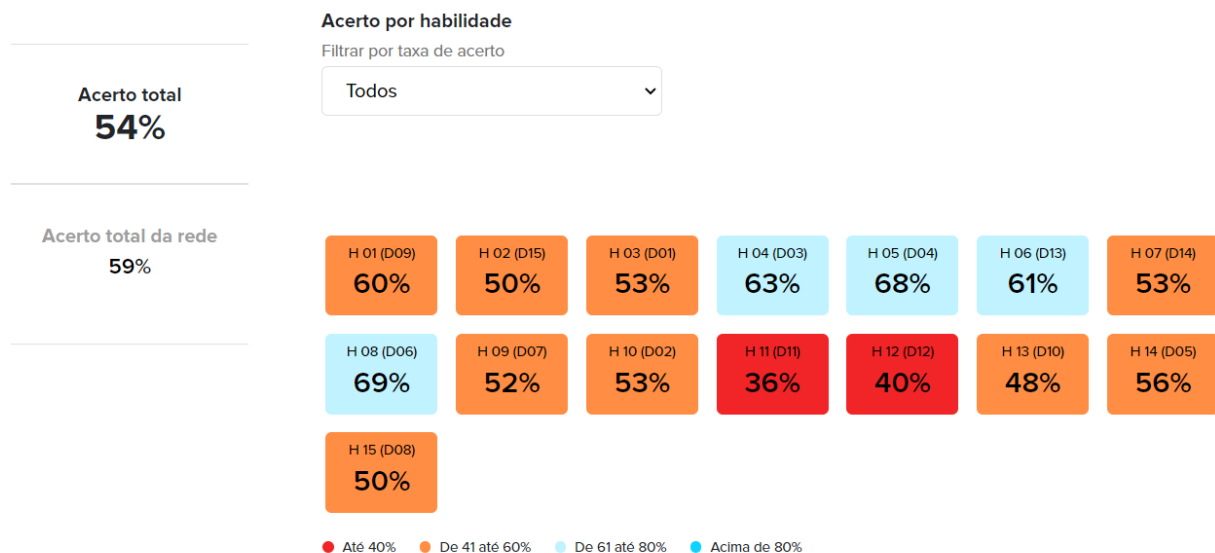 Acerto por habilidade
Filtrar por taxa de acerto
Todos
Acerto total
54%
Acerto total da rede
59%
H 01 (D09) H 02 (D15) H 03 (D01) H 04 (D03) H 05 (D04) H 06 (D13) H 07 (D14)
60% 50% 53% 63% 68% 61% 53%
H 08 (D06) H 09 (D07) H 10 (D02) H 11 (D11) H 12 (D12) H 13 (D10) H 14 (D05)
69% 52% 53% 36% 40% 48% 56%
H 15 (D08)
50%
Até 40% De 41 até 60% De 61 até 80% Acima de 80%